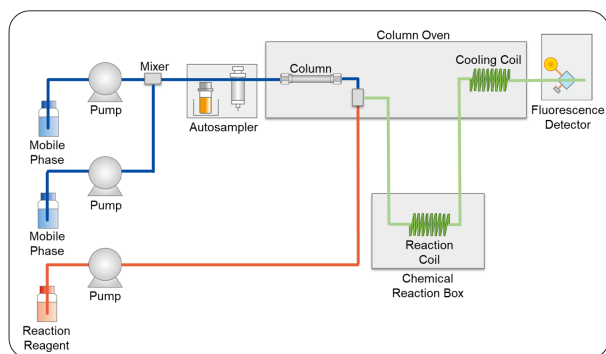 Column Oven
Mixer
Column
Cooling Coil
Pump
Autosampler
Fluorescence
Detector
Mobile
Phase
Pump
Mobile
Phase
Reaction
Coil
Pump
Chemical
Reaction Box
Reaction
Reagent